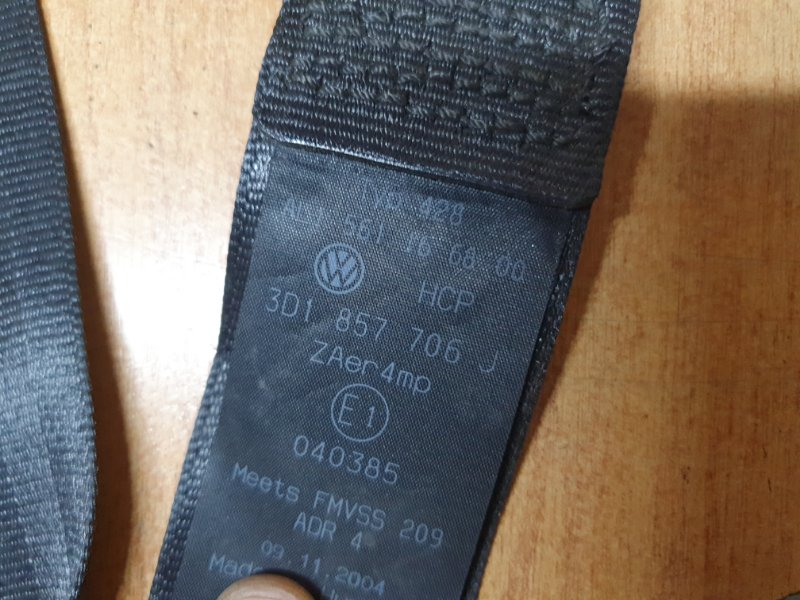 428
561 16 68 00
HCP
3D1 857 706 J
ZAer4mp
E1
040385
Meets FMVSS 209
ADR 4
09.11.2004
Made